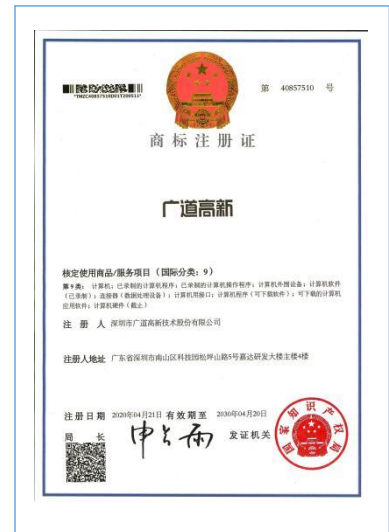 第 40857510 号
商标注册证
广道高新
核定使用商品/服务项目（国际分类：9）
第9类：计算机；已录制的计算机程序；已录制的计算机操作程序；计算机外围设备；计算机软件
（已录制）；连接器（数据处理设备）；计算机用接口；计算机程序（可下载软件）；可下载的计算机
应用软件；计算机硬件（截止）
注 册 人 深圳市广道高新技术股份有限公司
注册人地址 广东省深圳市南山区科技园松坪山路5号嘉达研发大楼主楼4楼
注册日期 2020年04月21日 有效期至 2030年04月20日
局 长 申长雨 发证机关
国家知识产权局